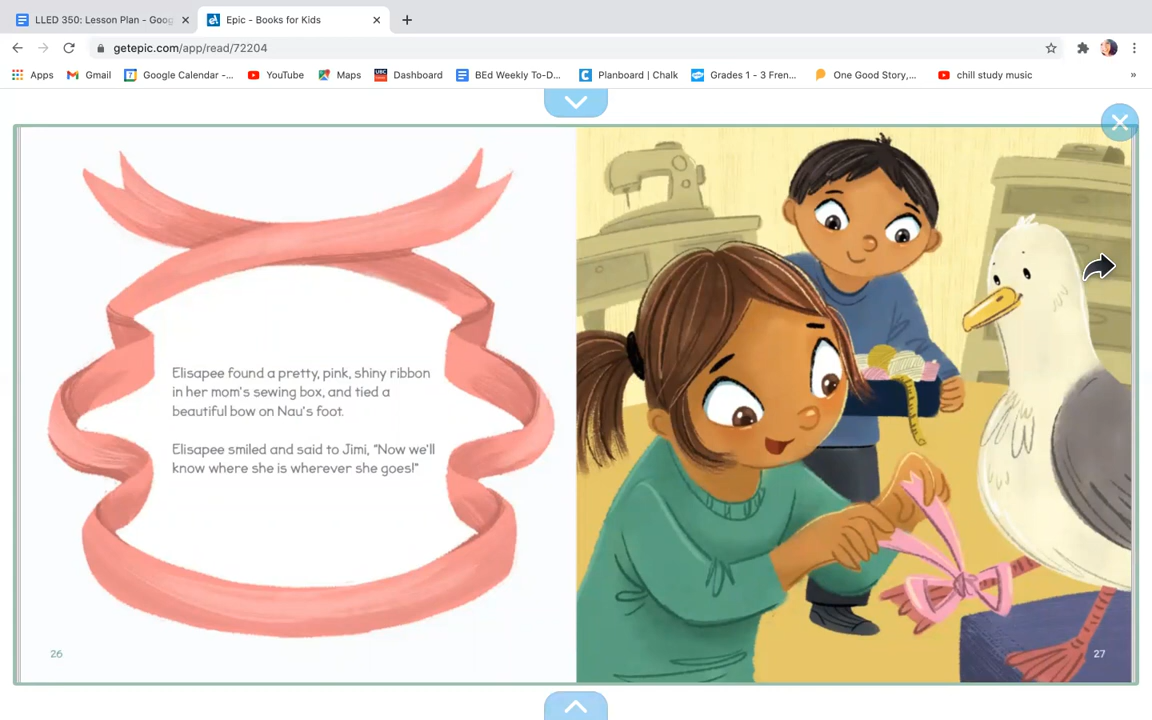 LLED 350: Lesson Plan - Goog
Epic - Books for Kids
getepic.com/app/read/72204
Apps
Gmail
Google Calendar -...
YouTube
Maps
Dashboard
BEd Weekly To-D...
Planboard | Chalk
Grades 1 - 3 Fren...
One Good Story,...
chill study music
»
Elisapee found a pretty, pink, shiny ribbon
in her mom's sewing box, and tied a
beautiful bow on Nau's foot.
Elisapee smiled and said to Jimi, "Now we'll
know where she is wherever she goes!"
26
27